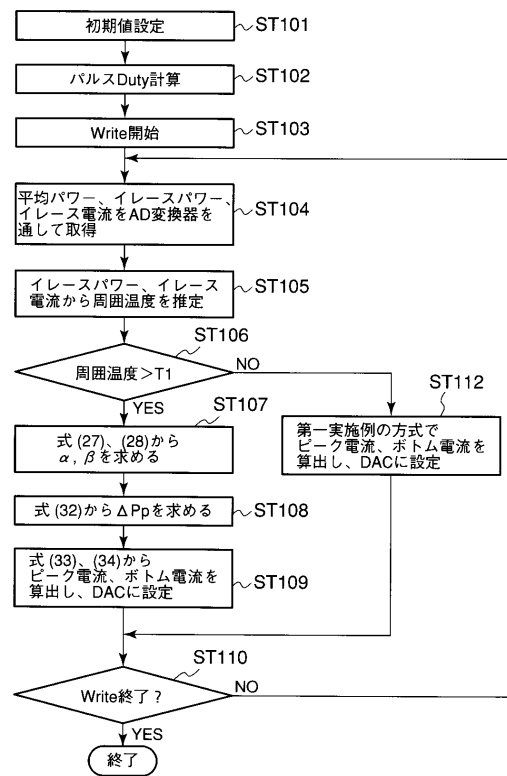 初期値設定
ST101
パルスDuty計算
ST102
Write開始
ST103
平均パワー、イレースパワー、
イレース電流をAD変換器を
通して取得
ST104
イレースパワー、イレース
電流から周囲温度を推定
ST105
ST106
周囲温度＞T1
NO
YES
ST107
ST112
式 (27)、(28)から
α, βを求める
第一実施例の方式で
ピーク電流、ボトム電流を
算出し、DACに設定
式 (32)からΔPpを求める
ST108
式 (33)、(34)から
ピーク電流、ボトム電流を
算出し、DACに設定
ST109
ST110
Write終了？
NO
YES
終了